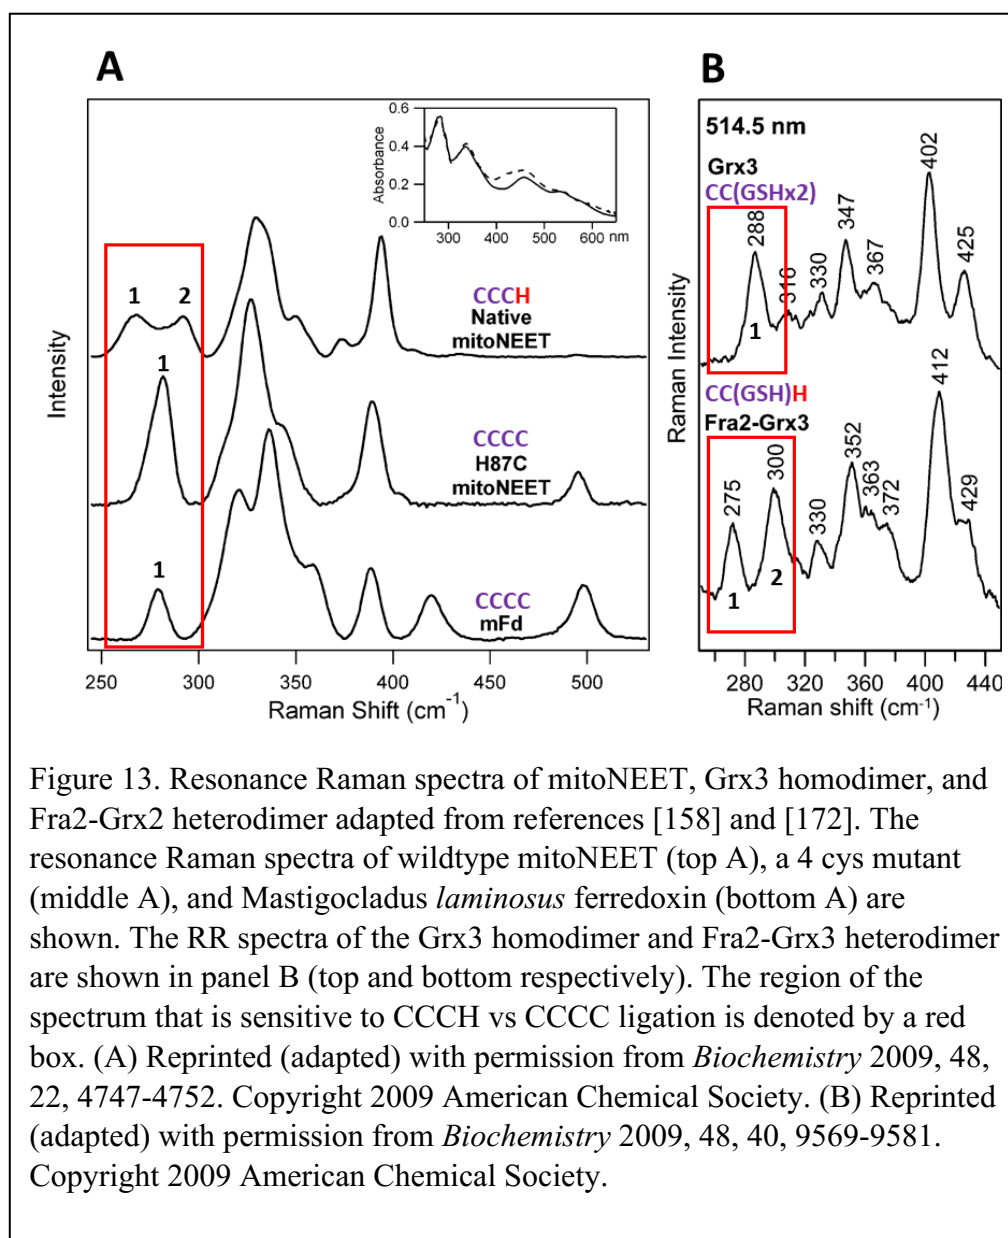 A
B
0.6
0.4
0.2
0.0
Absorbance
300 400 500 600 nm
1 2
CCCH
Native
mitoNEET
1
CCCC
H87C
mitoNEET
1
CCCC
mFd
Intensity
250 300 350 400 450 500
Raman Shift (cm-1)
514.5 nm
Grx3
CC(GSHx2)
288
316
330
347
367
402
425
1
CC(GSH)H
Fra2-Grx3
275
300
330
352
363
372
412
429
1 2
Raman Intensity
280 320 360 400 440
Raman shift (cm-1)
Figure 13. Resonance Raman spectra of mitoNEET, Grx3 homodimer, and
Fra2-Grx2 heterodimer adapted from references [158] and [172]. The
resonance Raman spectra of wildtype mitoNEET (top A), a 4 cys mutant
(middle A), and Mastigocladus laminosus ferredoxin (bottom A) are
shown. The RR spectra of the Grx3 homodimer and Fra2-Grx3 heterodimer
are shown in panel B (top and bottom respectively). The region of the
spectrum that is sensitive to CCCH vs CCCC ligation is denoted by a red
box. (A) Reprinted (adapted) with permission from Biochemistry 2009, 48,
22, 4747-4752. Copyright 2009 American Chemical Society. (B) Reprinted
(adapted) with permission from Biochemistry 2009, 48, 40, 9569-9581.
Copyright 2009 American Chemical Society.